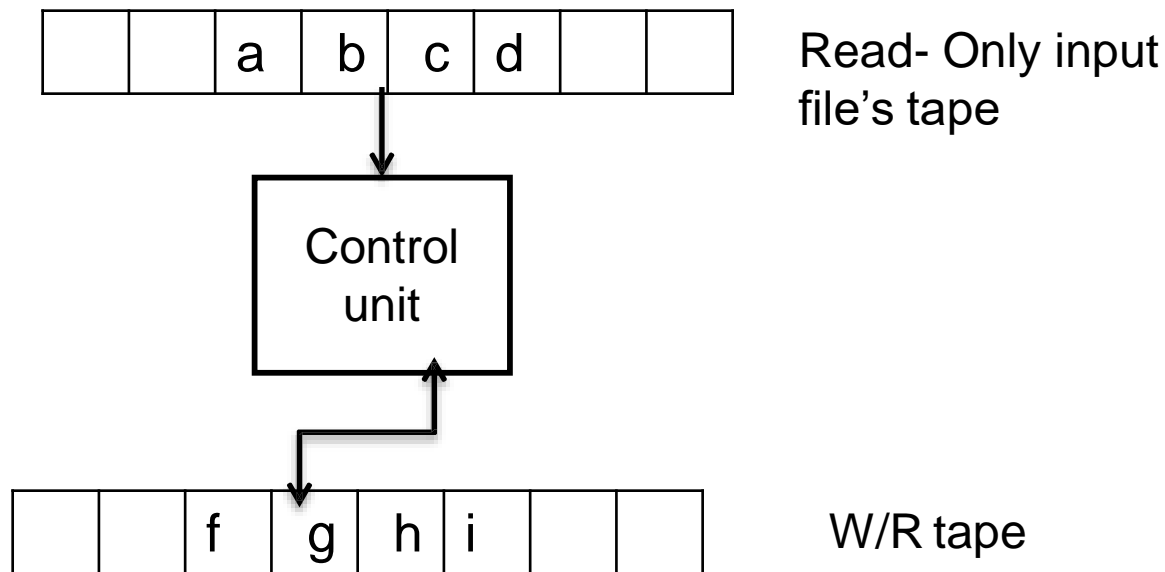 a b c d
Read- Only input
file's tape
Control
unit
f g h i
W/R tape